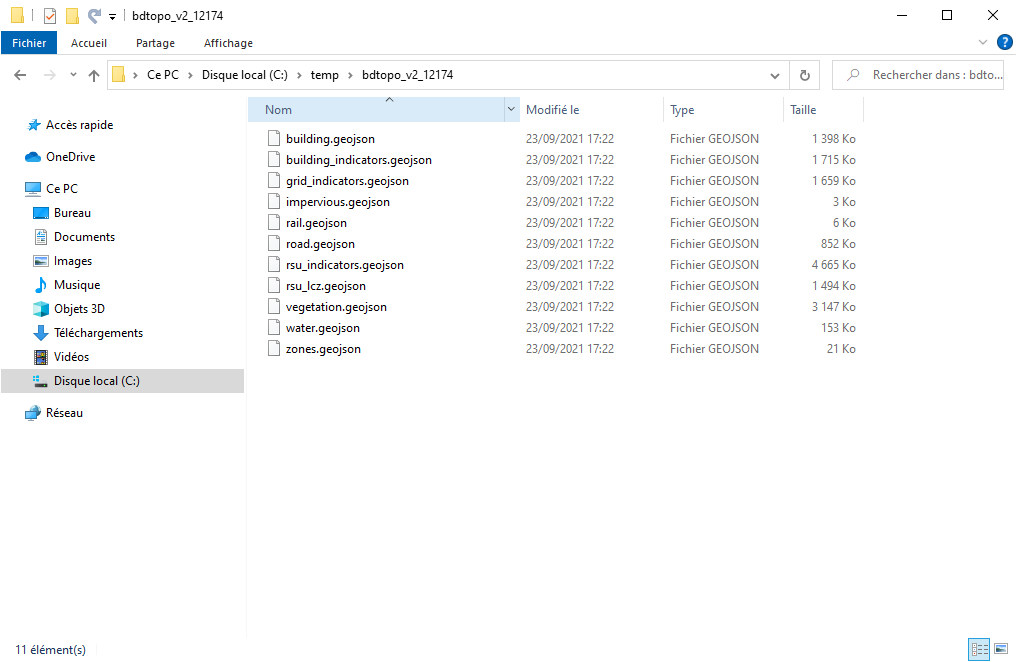 bdtopo_v2_12174
Fichier Accueil Partage Affichage
Ce PC Disque local (C:) temp bdtopo_v2_12174 Rechercher dans : bdto...
Nom Modifié le Type Taille
Accès rapide
OneDrive
Ce PC
Bureau
Documents
Images
Musique
Objets 3D
Téléchargements
Vidéos
Disque local (C:)
Réseau
building.geojson 23/09/2021 17:22 Fichier GEOJSON 1 398 Ko
building_indicators.geojson 23/09/2021 17:22 Fichier GEOJSON 1 715 Ko
grid_indicators.geojson 23/09/2021 17:22 Fichier GEOJSON 1 659 Ko
impervious.geojson 23/09/2021 17:22 Fichier GEOJSON 3 Ko
rail.geojson 23/09/2021 17:22 Fichier GEOJSON 6 Ko
road.geojson 23/09/2021 17:22 Fichier GEOJSON 852 Ko
rsu_indicators.geojson 23/09/2021 17:22 Fichier GEOJSON 4 665 Ko
rsu_lcz.geojson 23/09/2021 17:22 Fichier GEOJSON 1 494 Ko
vegetation.geojson 23/09/2021 17:22 Fichier GEOJSON 3 147 Ko
water.geojson 23/09/2021 17:22 Fichier GEOJSON 153 Ko
zones.geojson 23/09/2021 17:22 Fichier GEOJSON 21 Ko
11 élément(s)